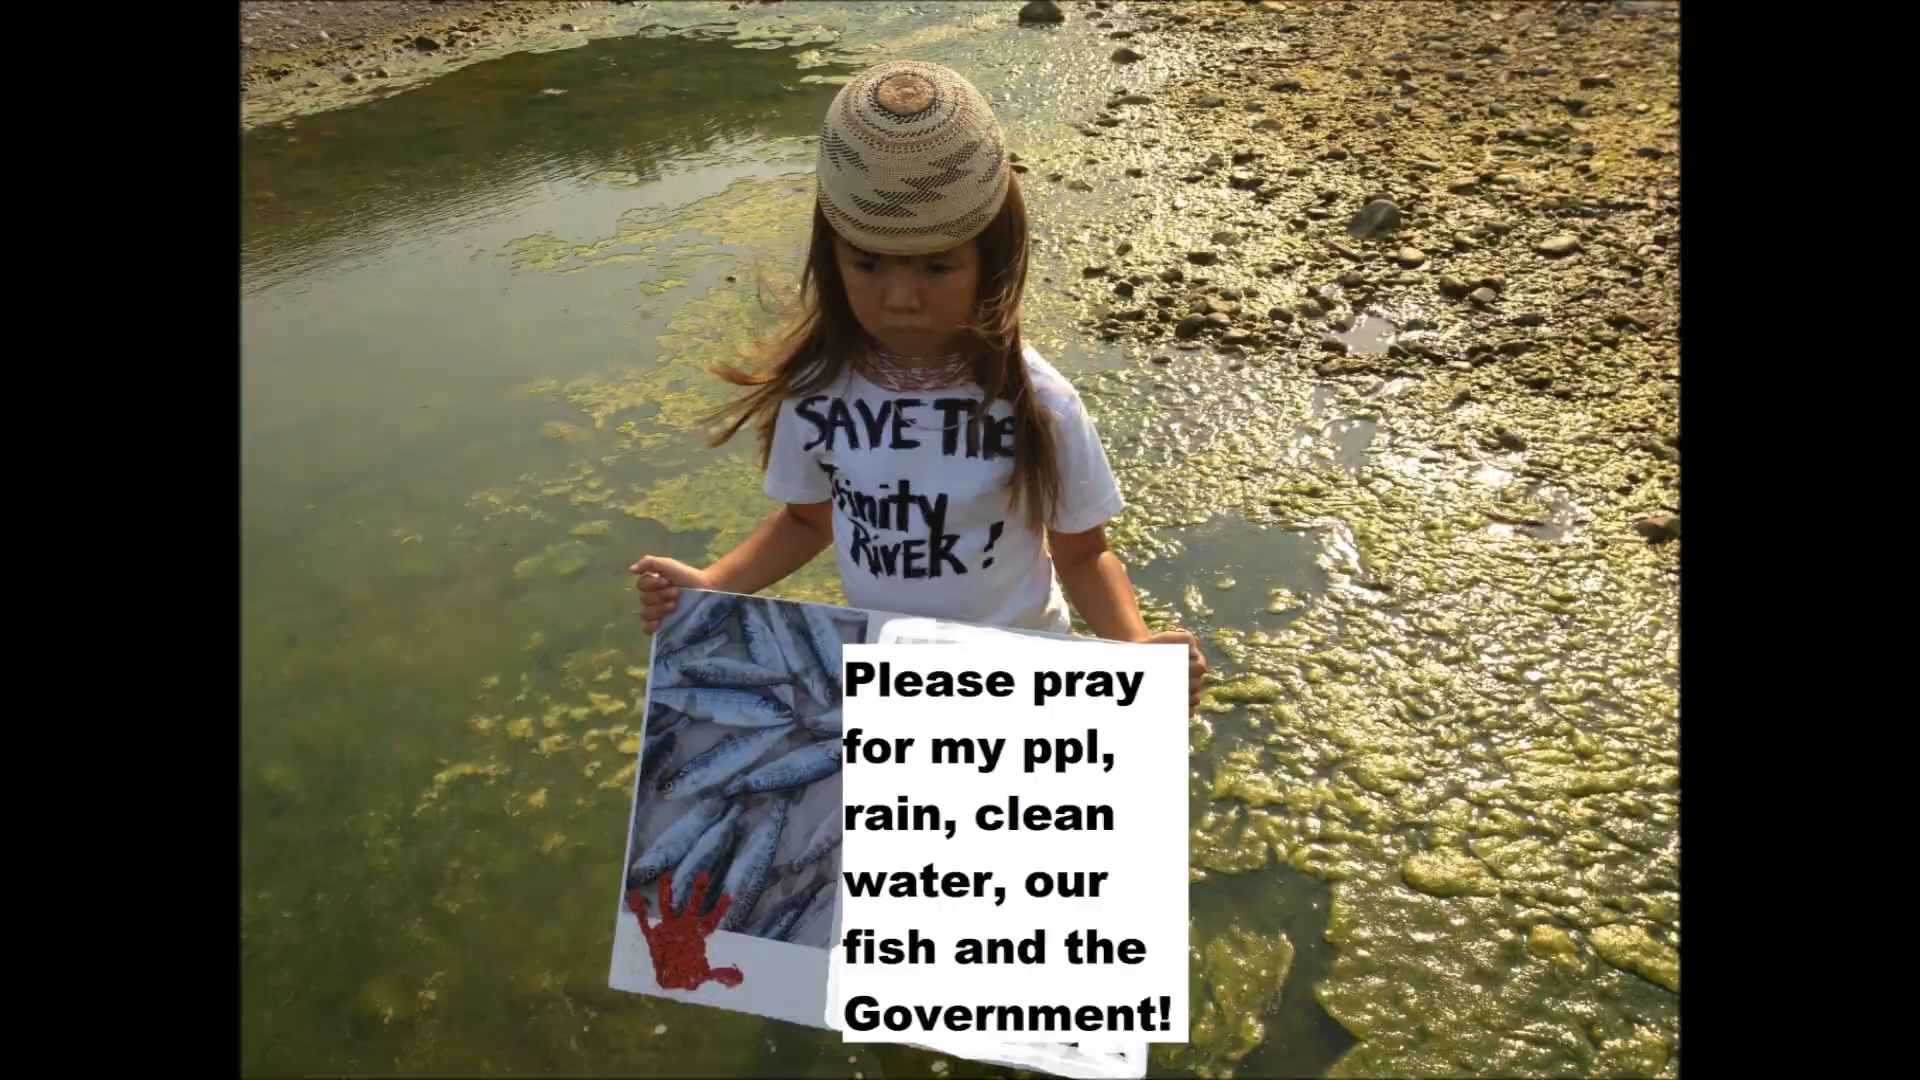 SAVE The
Trinity
RIVER!
Please pray
for my ppl,
rain, clean
water, our
fish and the
Government!